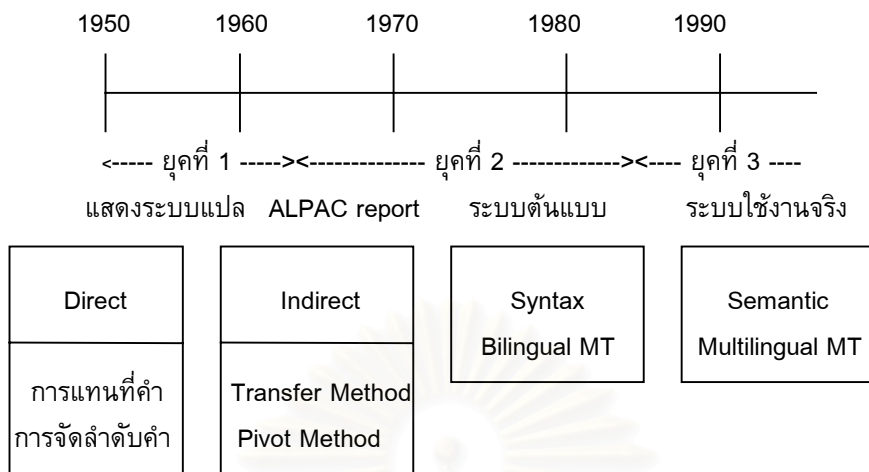 1950 1960 1970 1980 1990
<----- ยุคที่ 1 -----><-------------- ยุคที่ 2 -------------><---- ยุคที่ 3 ----
แสดงระบบแปล ALPAC report ระบบต้นแบบ ระบบใช้งานจริง
Direct Indirect Syntax Semantic
Bilingual MT Multilingual MT
การแทนที่คำ Transfer Method
การจัดลำดับคำ Pivot Method